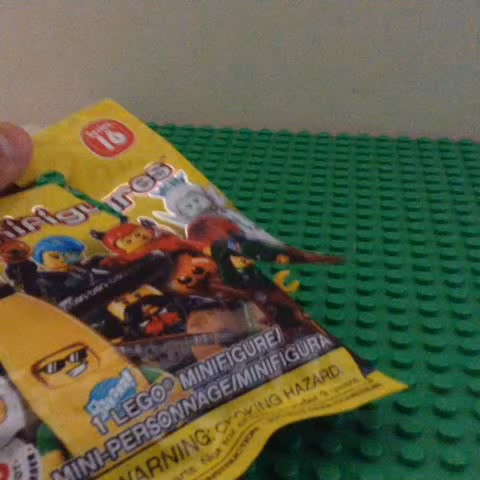 Series
16
minifigures
1 LEGO® MINIFIGURE/
MINI-PERSONNAGE/MINIFIGURA
WARNING: CHOKING HAZARD.